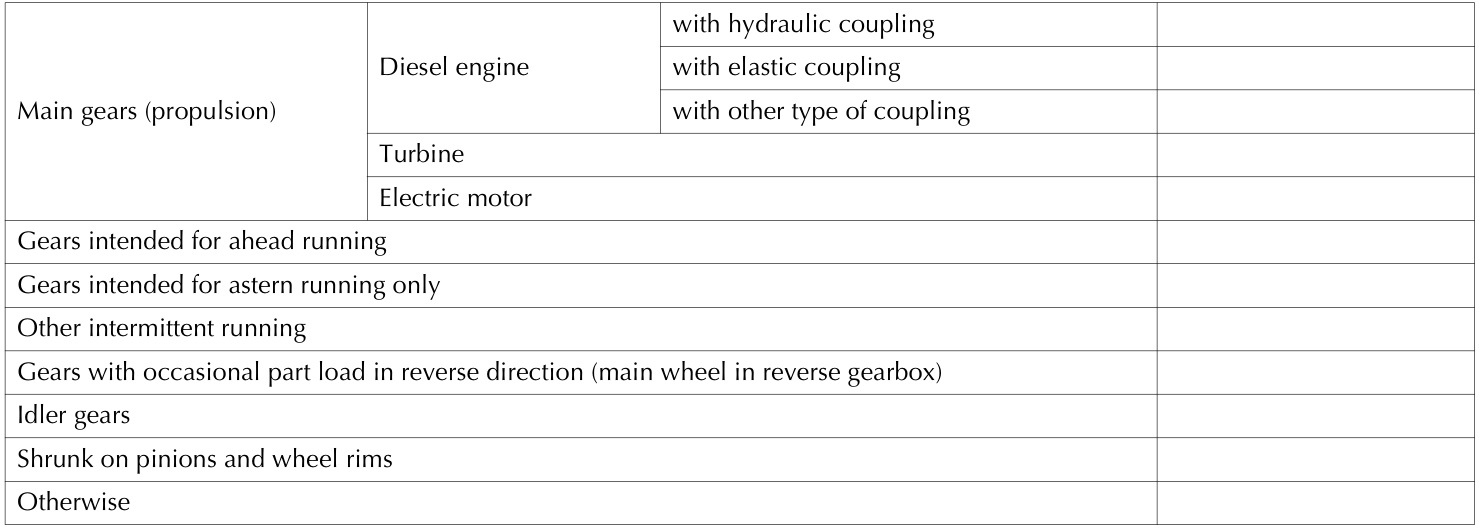 with hydraulic coupling
Diesel engine
with elastic coupling
Main gears (propulsion)
with other type of coupling
Turbine
Electric motor
Gears intended for ahead running
Gears intended for astern running only
Other intermittent running
Gears with occasional part load in reverse direction (main wheel in reverse gearbox)
Idler gears
Shrunk on pinions and wheel rims
Otherwise